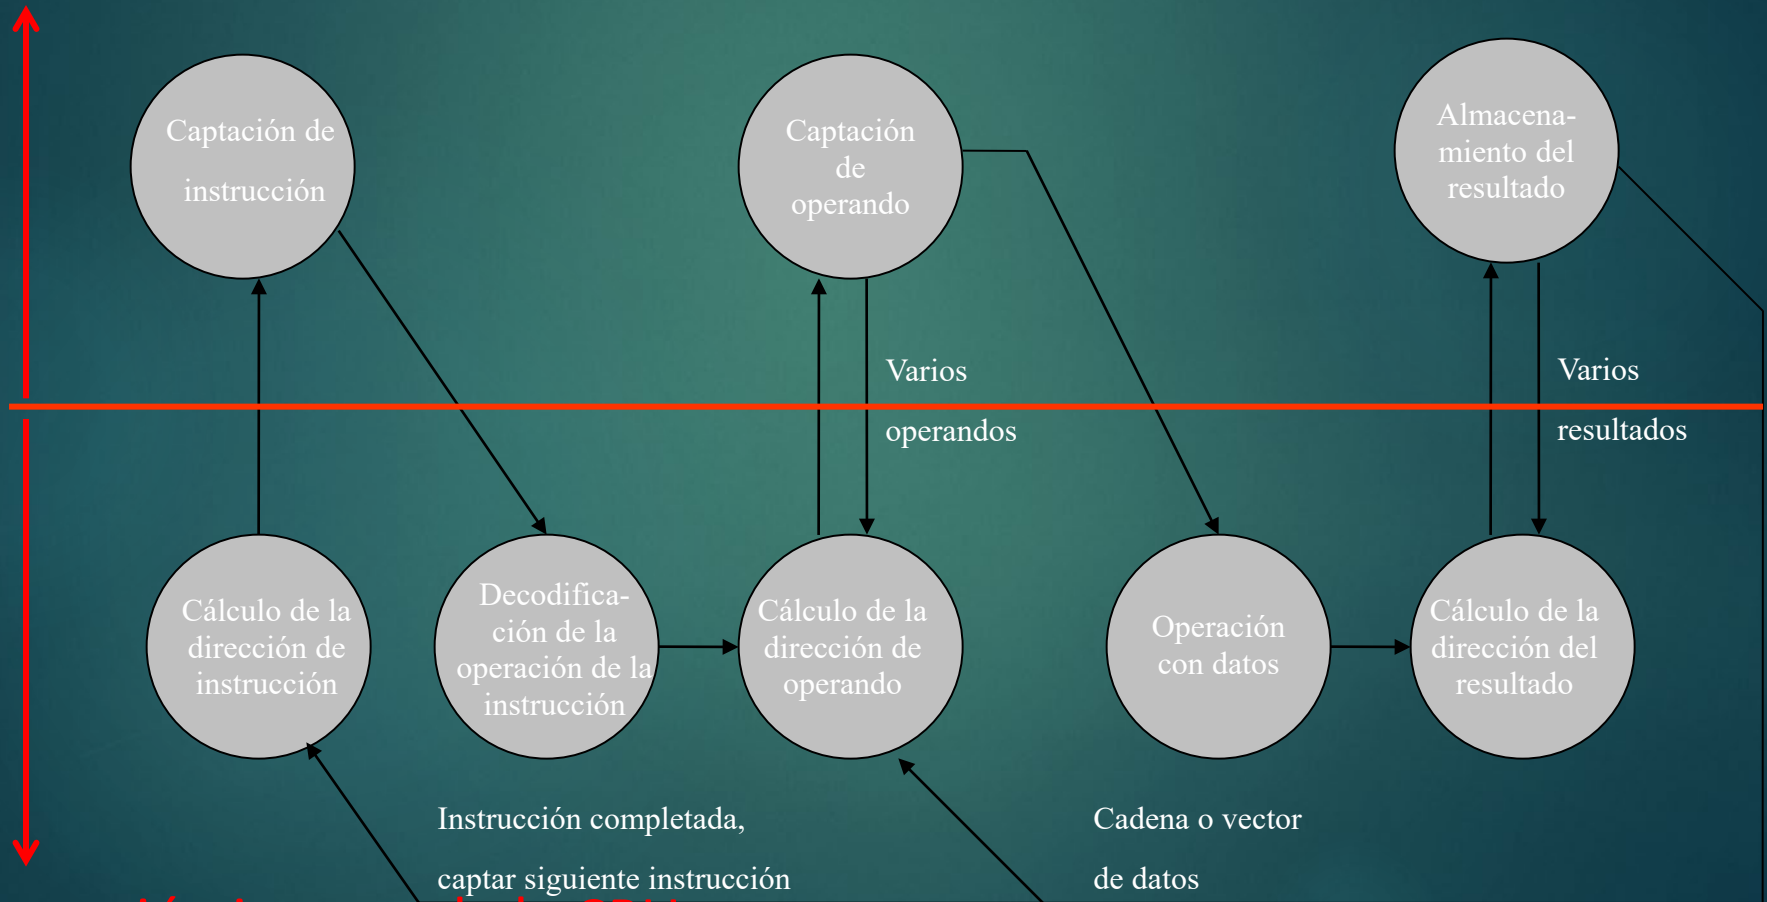 Captación de
instrucción
Captación
de
operando
Almacena-
miento del
resultado
Varios
operandos
Varios
resultados
Cálculo de la
dirección de
instrucción
Decodifica-
ción de la
operación de la
instrucción
Cálculo de la
dirección de
operando
Operación
con datos
Cálculo de la
dirección del
resultado
Instrucción completada,
captar siguiente instrucción
Cadena o vector
de datos